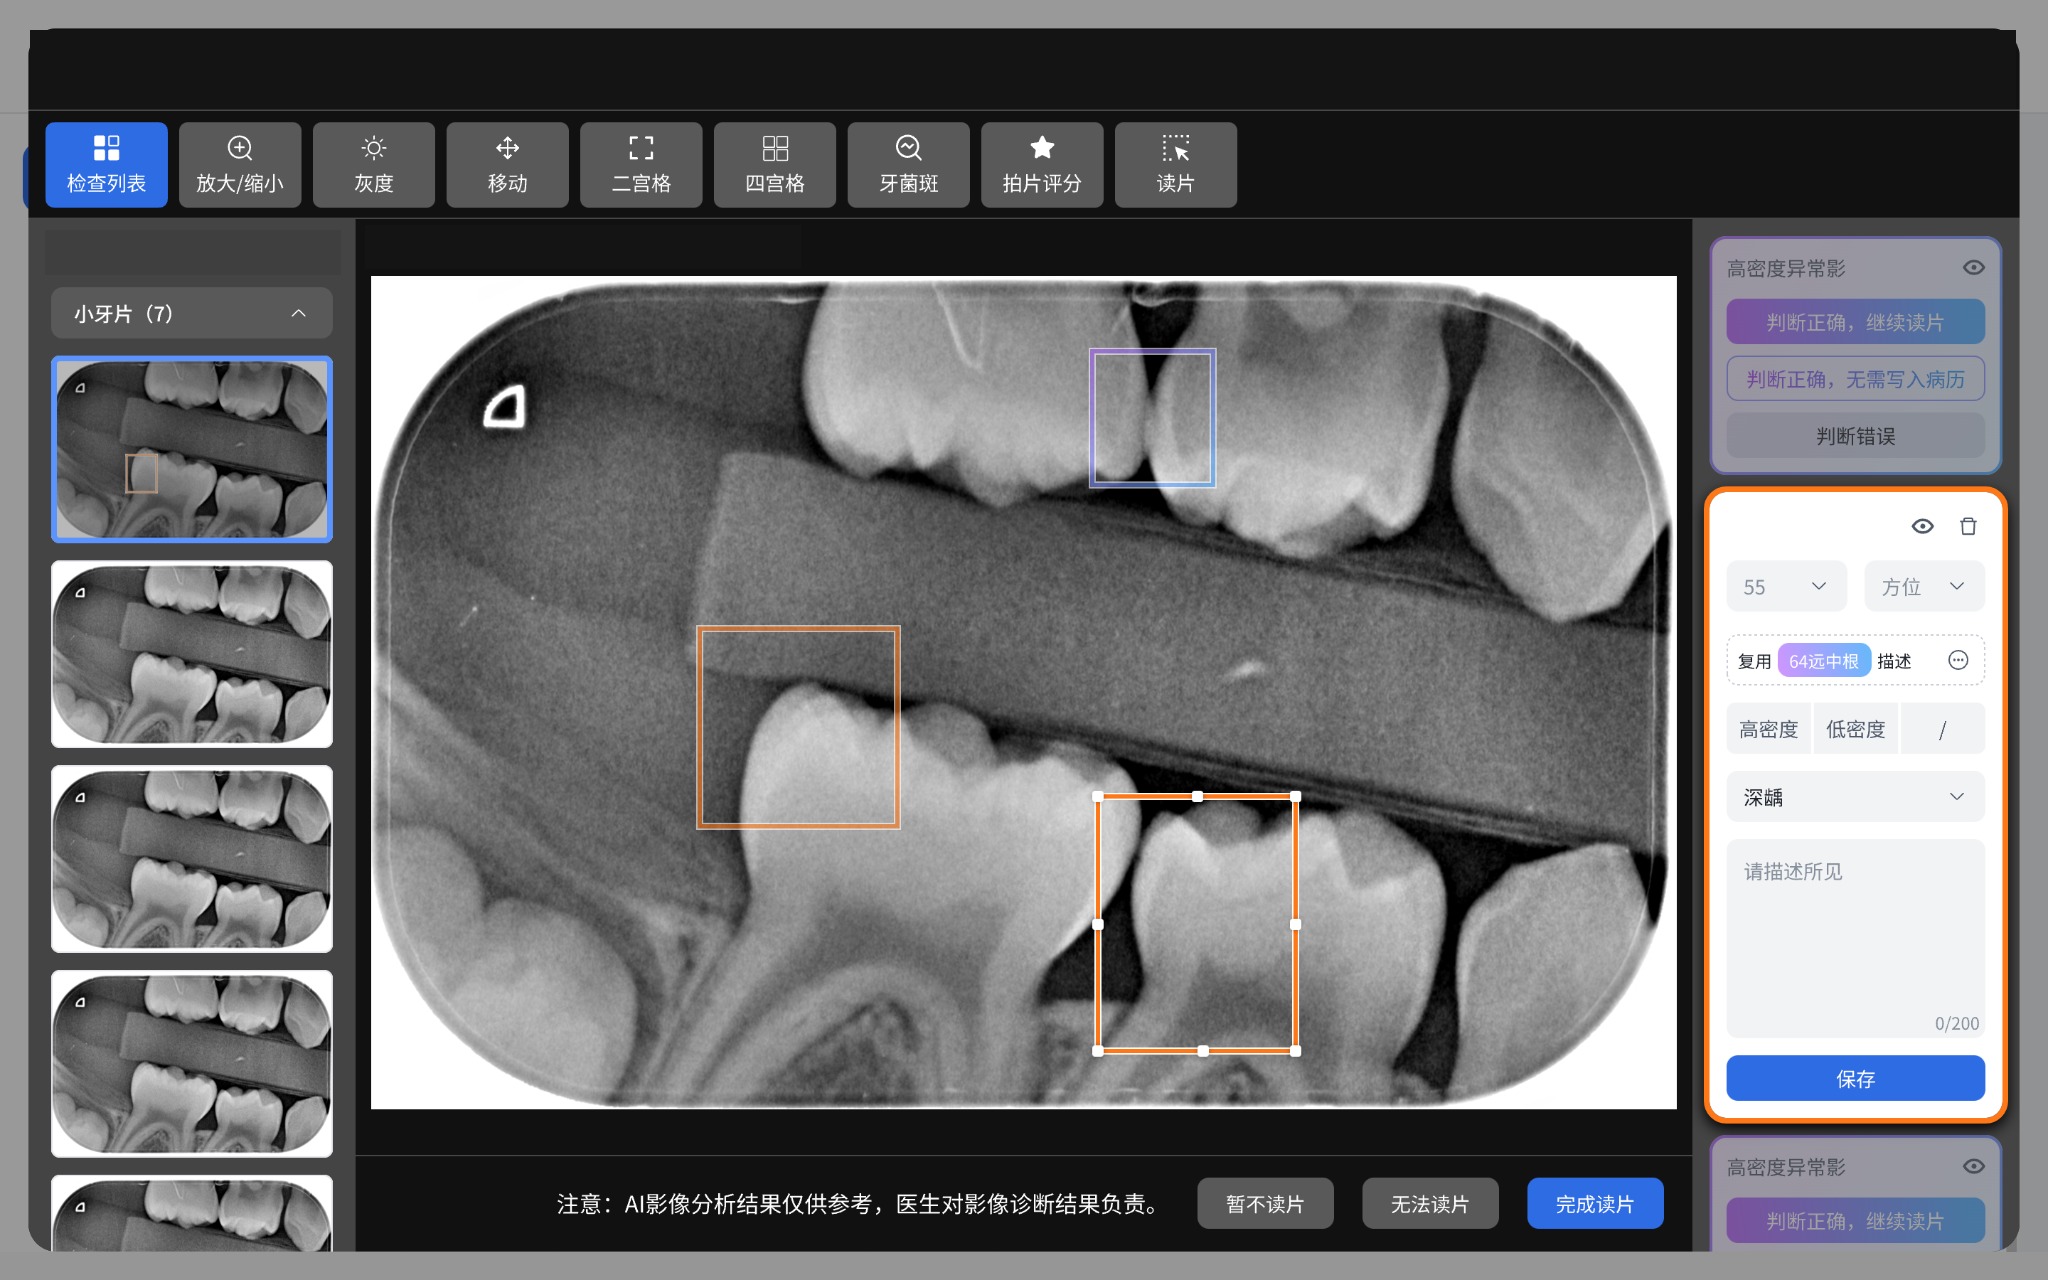 检查列表
放大/缩小
灰度
移动
二宫格
四宫格
牙菌斑
拍片评分
读片
小牙片（7）
高密度异常影
判断正确，继续读片
判断正确，无需写入病历
判断错误
55
方位
复用 64远中根 描述
高密度
低密度
/
深龋
请描述所见
0/200
保存
高密度异常影
判断正确，继续读片
注意：AI影像分析结果仅供参考，医生对影像诊断结果负责。
暂不读片
无法读片
完成读片